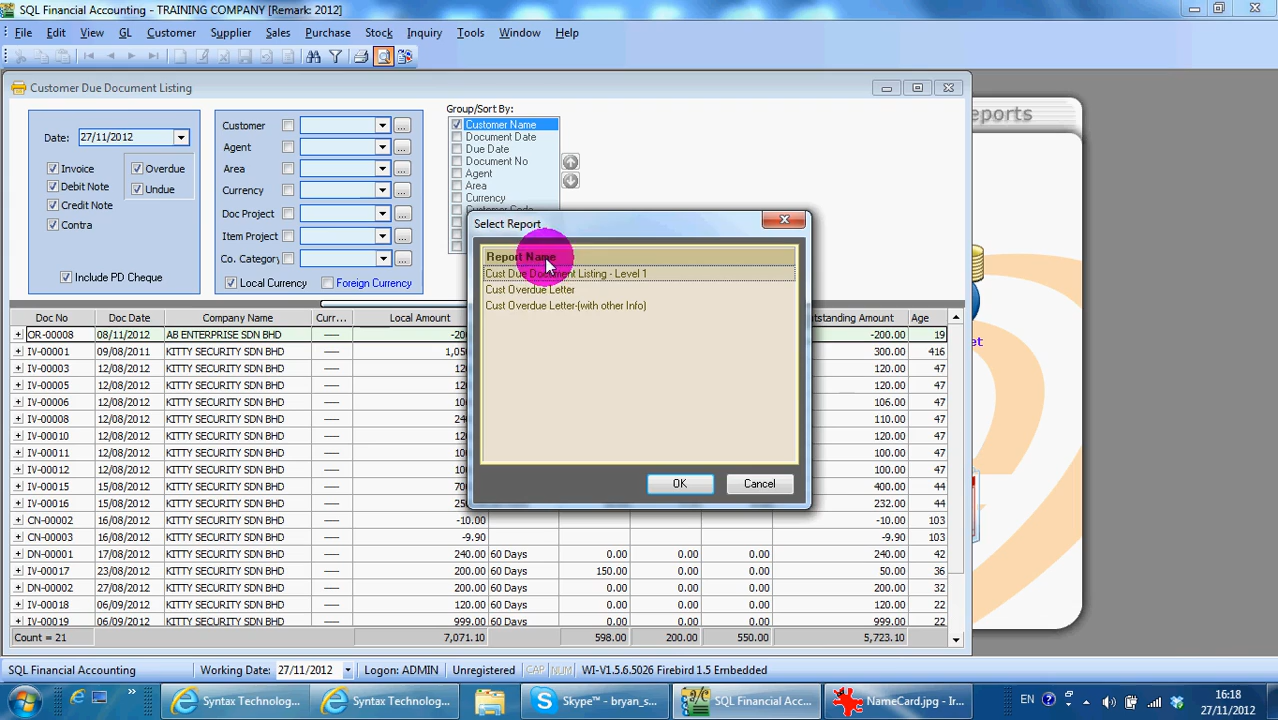 SQL Financial Accounting - TRAINING COMPANY [Remark: 2012]
File Edit View GL Customer Supplier Sales Purchase Stock Inquiry Tools Window Help
Customer Due Document Listing
Date: 27/11/2012
Invoice
Overdue
Debit Note
Undue
Credit Note
Contra
Include PD Cheque
Customer
Agent
Area
Currency
Doc Project
Item Project
Co. Category
Local Currency
Foreign Currency
Group/Sort By:
Customer Name
Document Date
Due Date
Document No
Agent
Area
Currency
Select Report
Report Name
Cust Due Document Listing - Level 1
Cust Overdue Letter
Cust Overdue Letter-(with other Info)
OK Cancel
Doc No Doc Date Company Name Curr... Local Amount Age
OR-00008 08/11/2012 AB ENTERPRISE SDN BHD ---- -200.00 19
IV-00001 09/08/2011 KITTY SECURITY SDN BHD ---- 300.00 416
IV-00003 12/08/2012 KITTY SECURITY SDN BHD ---- 120.00 47
IV-00005 12/08/2012 KITTY SECURITY SDN BHD ---- 120.00 47
IV-00006 12/08/2012 KITTY SECURITY SDN BHD ---- 106.00 47
IV-00008 12/08/2012 KITTY SECURITY SDN BHD ---- 110.00 47
IV-00010 12/08/2012 KITTY SECURITY SDN BHD ---- 120.00 47
IV-00011 12/08/2012 KITTY SECURITY SDN BHD ---- 100.00 47
IV-00012 12/08/2012 KITTY SECURITY SDN BHD ---- 100.00 47
IV-00015 15/08/2012 KITTY SECURITY SDN BHD ---- 400.00 44
IV-00016 15/08/2012 KITTY SECURITY SDN BHD ---- 232.00 44
CN-00002 16/08/2012 KITTY SECURITY SDN BHD ---- -10.00 -10.00 103
CN-00003 16/08/2012 KITTY SECURITY SDN BHD ---- -9.90 -9.90 103
DN-00001 17/08/2012 KITTY SECURITY SDN BHD ---- 240.00 60 Days 0.00 0.00 0.00 240.00 42
IV-00017 23/08/2012 KITTY SECURITY SDN BHD ---- 200.00 60 Days 150.00 0.00 0.00 50.00 36
DN-00002 27/08/2012 KITTY SECURITY SDN BHD ---- 200.00 60 Days 0.00 0.00 0.00 200.00 32
IV-00018 06/09/2012 KITTY SECURITY SDN BHD ---- 120.00 60 Days 0.00 0.00 0.00 120.00 22
IV-00019 06/09/2012 KITTY SECURITY SDN BHD ---- 999.00 60 Days 0.00 0.00 0.00 999.00 22
Count = 21 7,071.10 598.00 200.00 550.00 5,723.10
SQL Financial Accounting Working Date: 27/11/2012 Logon: ADMIN Unregistered CAP NUM WI-V1.5.6.5026 Firebird 1.5 Embedded
Syntax Technolog... Syntax Technolog... Skype™ - bryan_s... SQL Financial Acc... NameCard.jpg - Ir... EN 16:18
27/11/2012